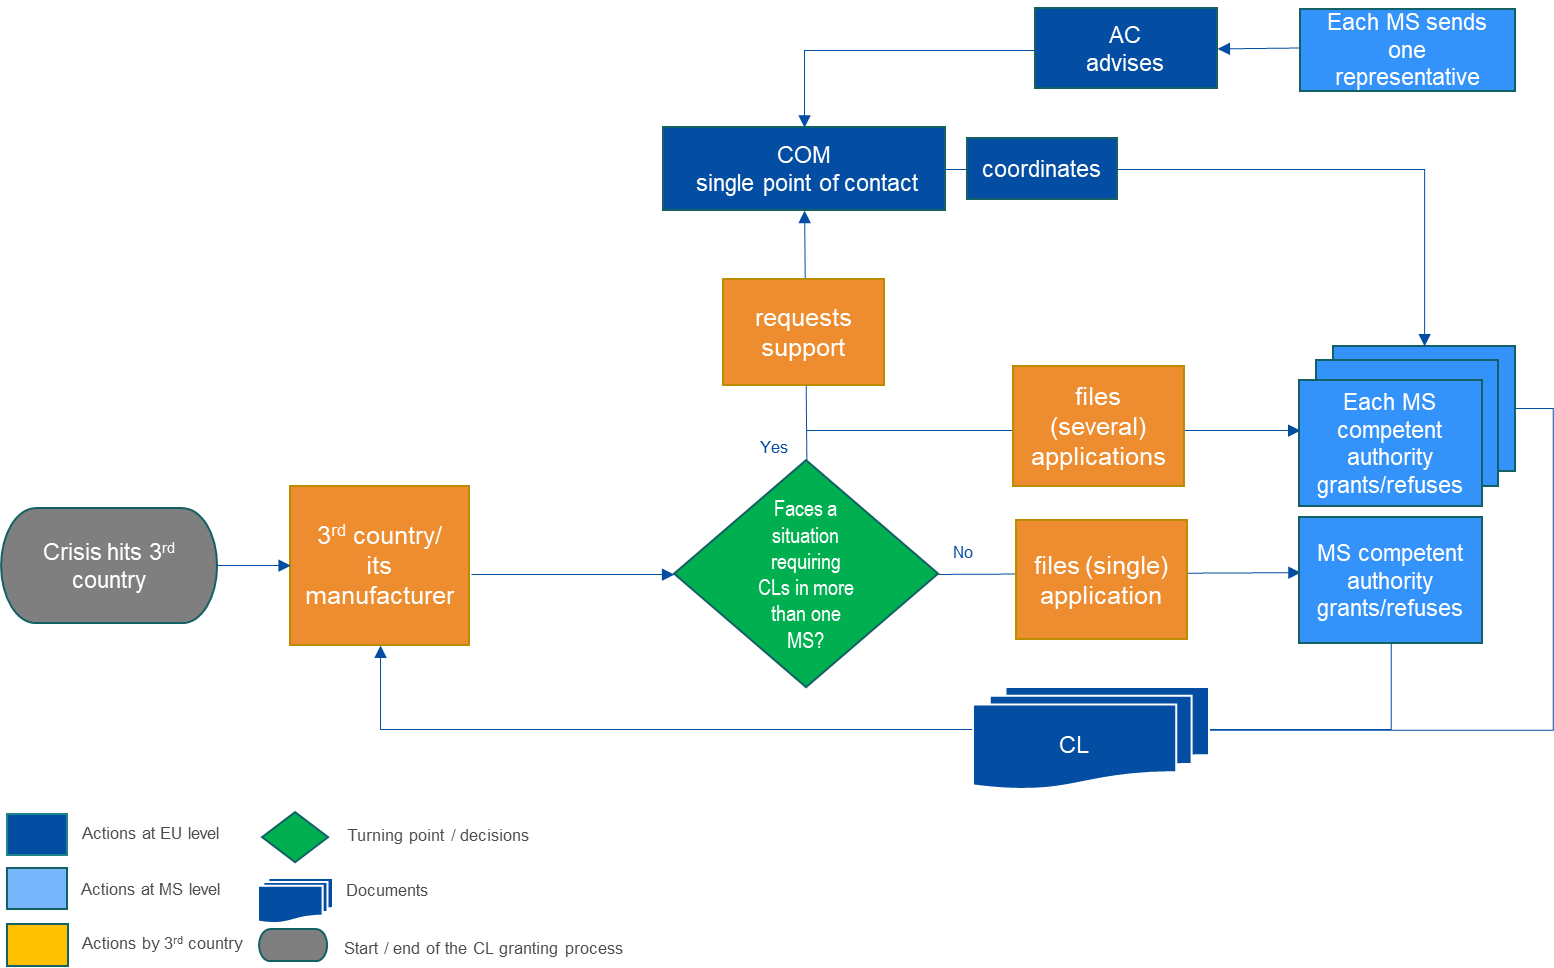 AC
advises
Each MS sends
one
representative
COM
single point of contact
coordinates
requests
support
files
(several)
applications
Each MS
competent
authority
grants/refuses
Yes
Crisis hits 3rd
country
3rd country/
its
manufacturer
Faces a
situation
requiring
CLs in more
than one
MS?
No
files (single)
application
MS competent
authority
grants/refuses
CL
Actions at EU level
Turning point / decisions
Actions at MS level
Documents
Actions by 3rd country
Start / end of the CL granting process